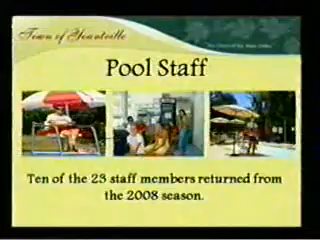 Town of Yountville
Pool Staff
Ten of the 23 staff members returned from
the 2008 season.